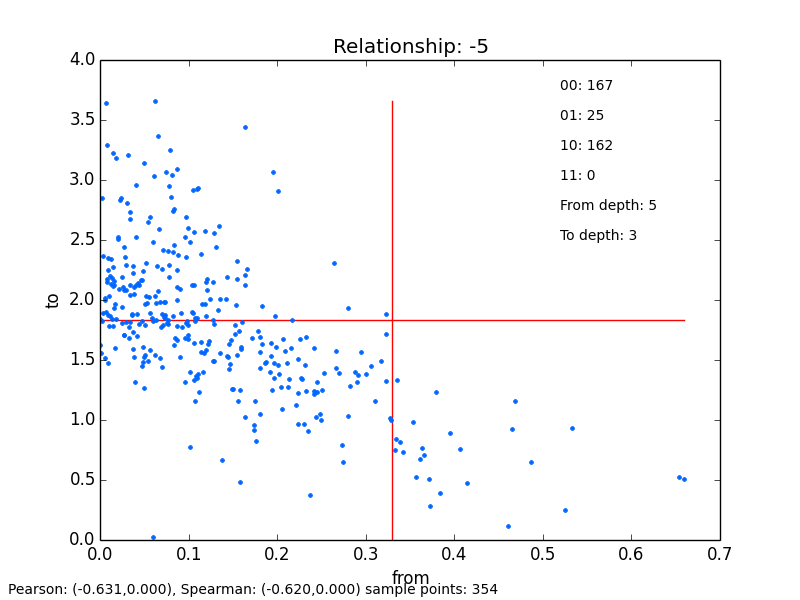 Relationship: -5
4.0
3.5
3.0
2.5
2.0
1.5
1.0
0.5
0.0
to
00: 167
01: 25
10: 162
11: 0
From depth: 5
To depth: 3
0.0 0.1 0.2 0.3 0.4 0.5 0.6 0.7
from
Pearson: (-0.631,0.000), Spearman: (-0.620,0.000) sample points: 354